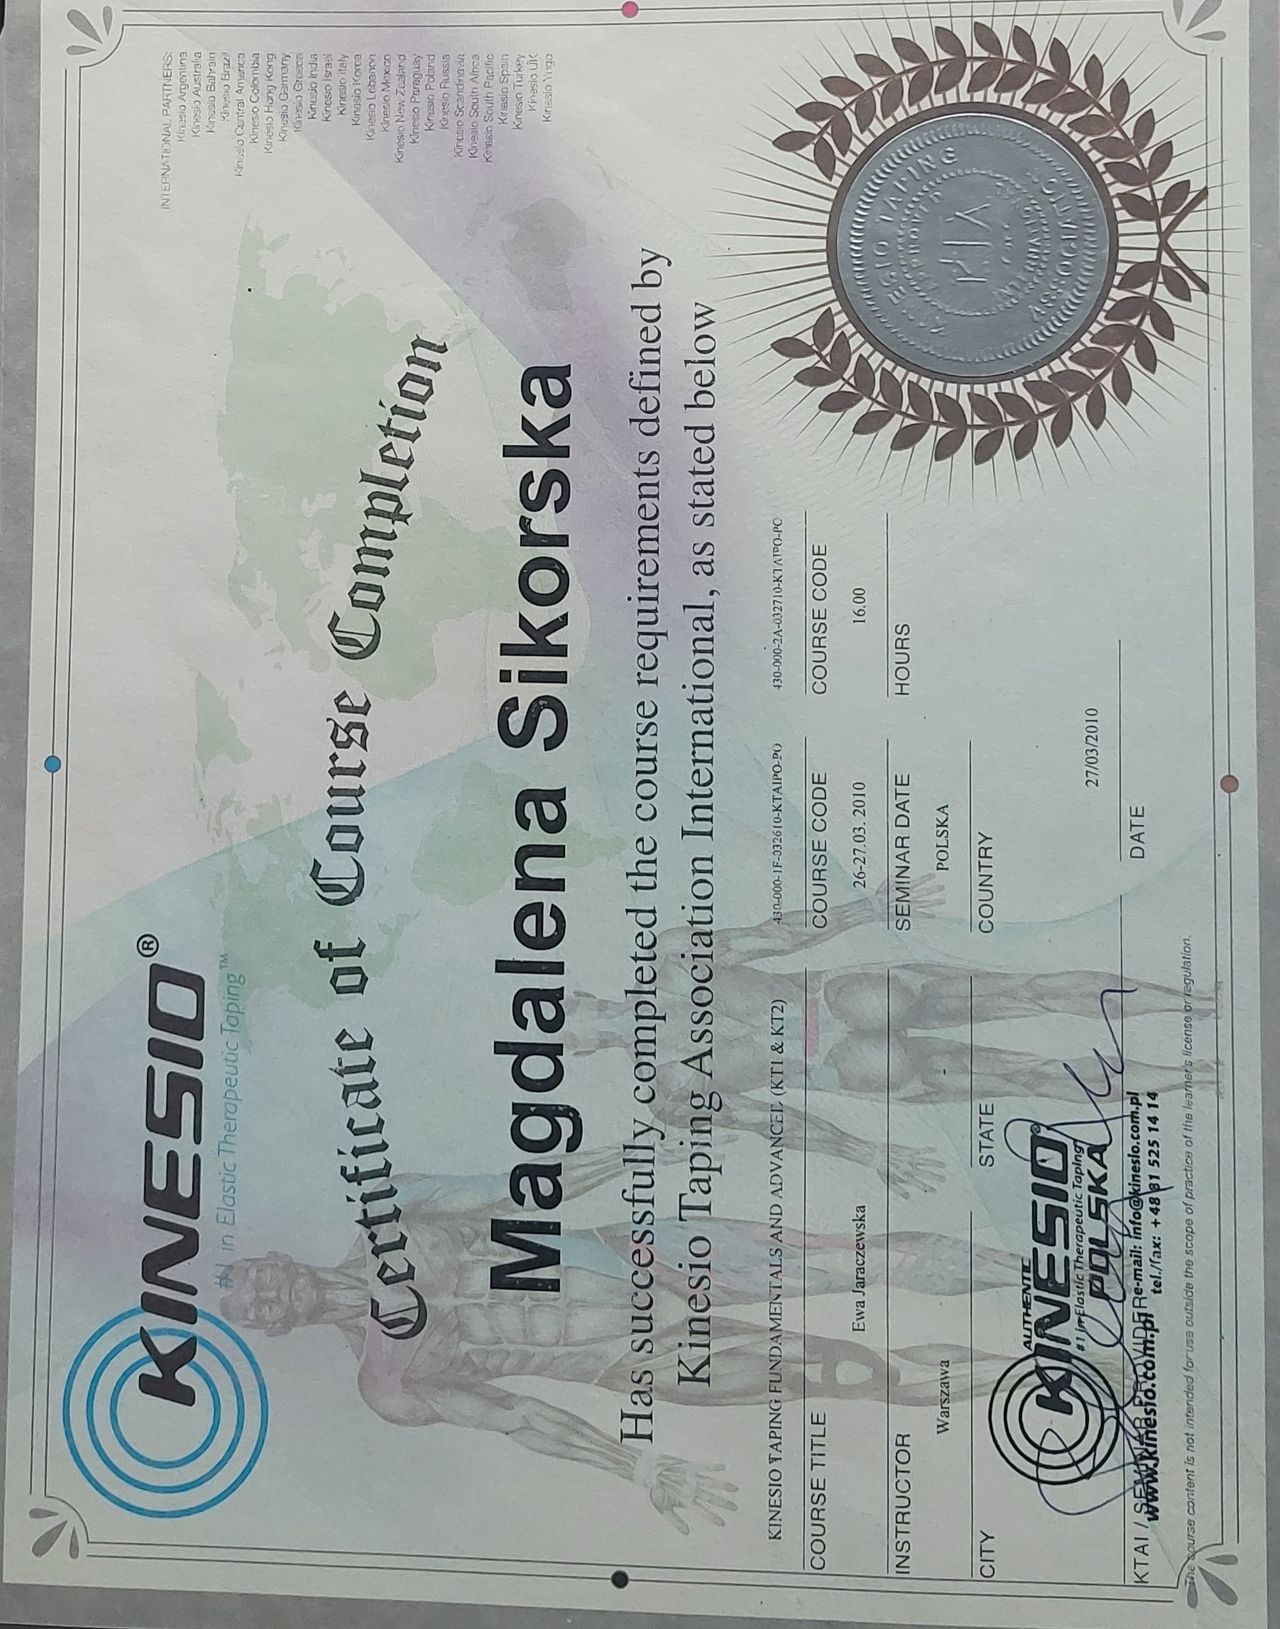 KINESIO®
#1 in Elastic Therapeutic Taping™
INTERNATIONAL PARTNERS:
Kinesio Argentina
Kinesio Australia
Kinesio Bahrain
Kinesio Brazil
Kinesio Central America
Kinesio Colombia
Kinesio Hong Kong
Kinesio Germany
Kinesio Greece
Kinesio India
Kinesio Israel
Kinesio Italy
Kinesio Korea
Kinesio Lebanon
Kinesio Mexico
Kinesio New Zealand
Kinesio Paraguay
Kinesio Poland
Kinesio Russia
Kinesio Scandinavia
Kinesio South Africa
Kinesio South Pacific
Kinesio Spain
Kinesio Turkey
Kinesio UK
Kinesio
Certificate of Course Completion
Magdalena Sikorska
Has successfully completed the course requirements defined by
Kinesio Taping Association International, as stated below
KINESIO TAPING FUNDAMENTALS AND ADVANCED (KT1 & KT2)
COURSE TITLE
430-000-1F-032610-KTAIPO-PO
COURSE CODE
430-000-2A-032710-KTAIPO-PO
COURSE CODE
Ewa Jaraczewska
INSTRUCTOR
26-27.03. 2010
SEMINAR DATE
16.00
HOURS
Warszawa
CITY
-
STATE
POLSKA
COUNTRY
AUTHENTIC
KINESIO®
#1 in Elastic Therapeutic Taping
POLSKA
KTAI / SEMINAR PROVIDER
e-mail: info@kinesio.com.pl
www.kinesio.com.pl tel./fax: +48 81 525 14 14
27/03/2010
DATE
The course content is not intended for use outside the scope of practice of the learners license or regulation.
KINESIO TAPING
ASSOCIATION
INTERNATIONAL